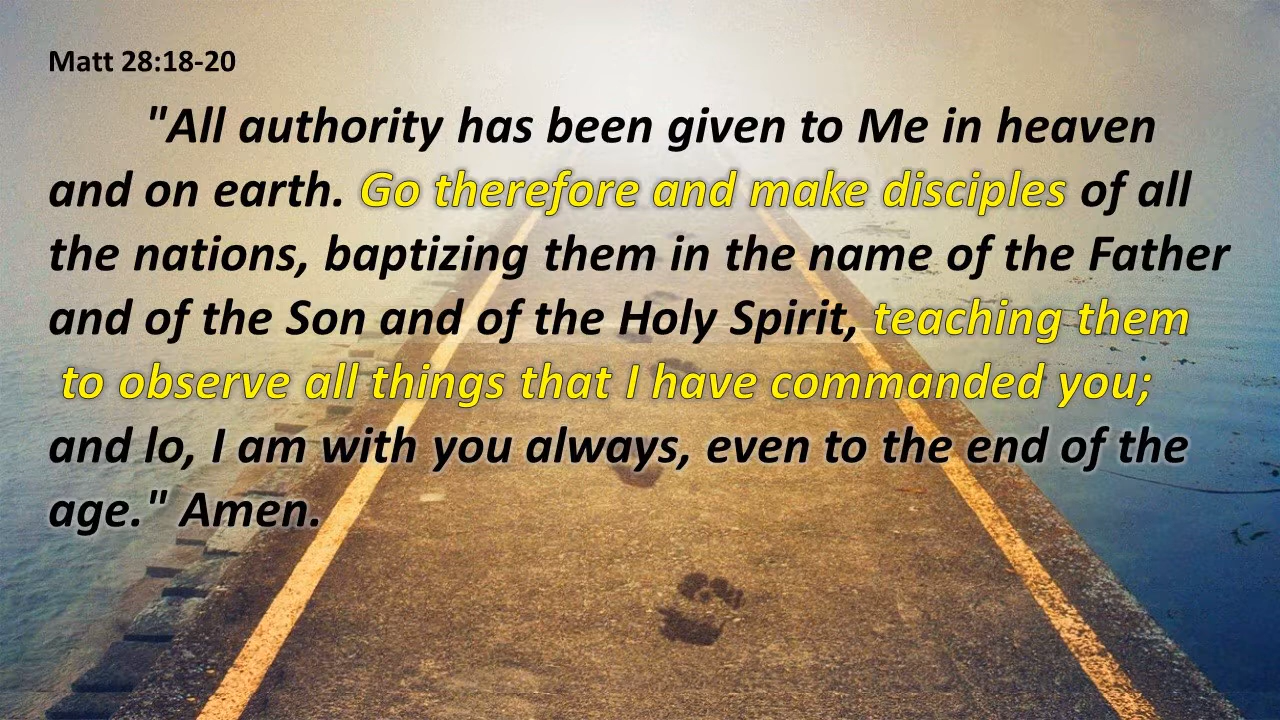 Matt 28:18-20
"All authority has been given to Me in heaven
and on earth. Go therefore and make disciples of all
the nations, baptizing them in the name of the Father
and of the Son and of the Holy Spirit, teaching them
to observe all things that I have commanded you;
and lo, I am with you always, even to the end of the
age." Amen.